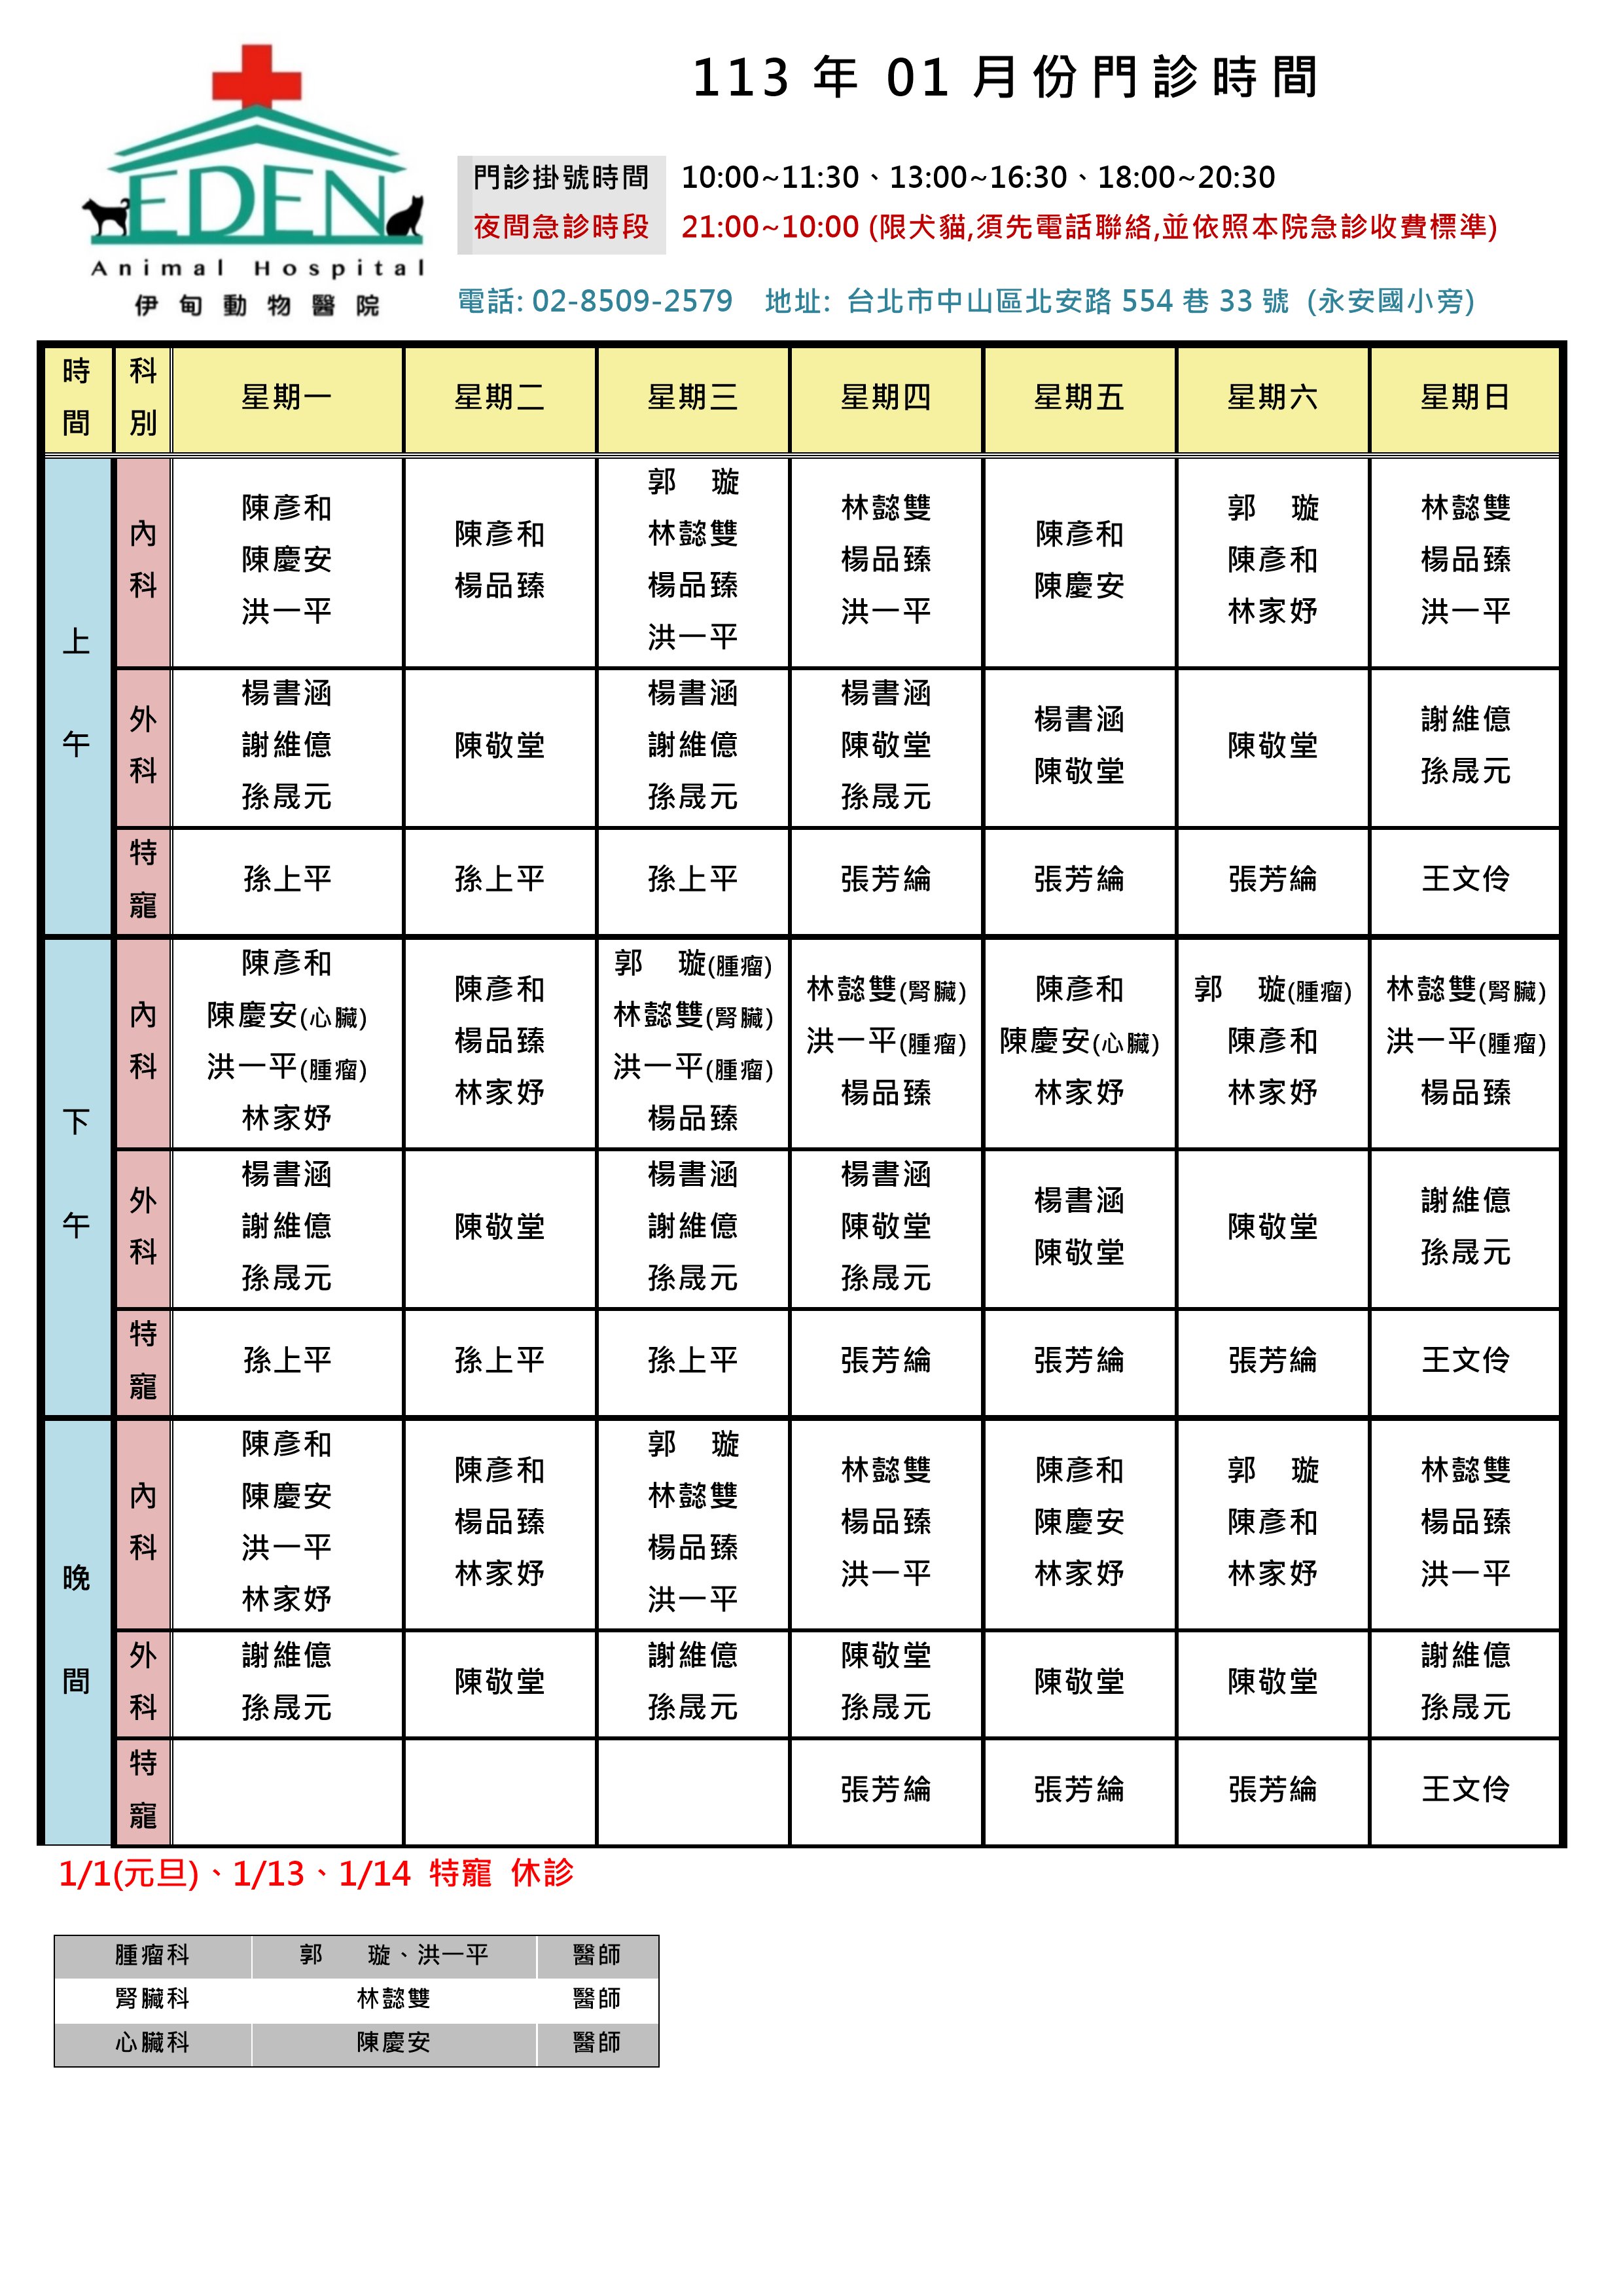 EDEN
Animal Hospital
伊甸動物醫院
113 年 01 月份門診時間
門診掛號時間 10:00~11:30、13:00~16:30、18:00~20:30
夜間急診時段 21:00~10:00 (限犬貓,須先電話聯絡,並依照本院急診收費標準)
電話: 02-8509-2579 地址: 台北市中山區北安路 554 巷 33 號 (永安國小旁)
時間 科別 星期一 星期二 星期三 星期四 星期五 星期六 星期日
上午
內科
陳彥和
陳慶安
洪一平
陳彥和
楊品臻
郭 璇
林懿雙
楊品臻
洪一平
林懿雙
楊品臻
洪一平
陳彥和
陳慶安
郭 璇
陳彥和
林家妤
林懿雙
楊品臻
洪一平
外科
楊書涵
謝維億
孫晟元
陳敬堂
楊書涵
謝維億
孫晟元
楊書涵
陳敬堂
孫晟元
楊書涵
陳敬堂
陳敬堂
謝維億
孫晟元
特寵
孫上平
孫上平
孫上平
張芳綸
張芳綸
張芳綸
王文伶
下午
內科
陳彥和
陳慶安(心臟)
洪一平(腫瘤)
林家妤
陳彥和
楊品臻
林家妤
郭 璇(腫瘤)
林懿雙(腎臟)
洪一平(腫瘤)
楊品臻
林懿雙(腎臟)
洪一平(腫瘤)
楊品臻
陳彥和
陳慶安(心臟)
林家妤
郭 璇(腫瘤)
陳彥和
林家妤
林懿雙(腎臟)
洪一平(腫瘤)
楊品臻
外科
楊書涵
謝維億
孫晟元
陳敬堂
楊書涵
謝維億
孫晟元
楊書涵
陳敬堂
孫晟元
楊書涵
陳敬堂
陳敬堂
謝維億
孫晟元
特寵
孫上平
孫上平
孫上平
張芳綸
張芳綸
張芳綸
王文伶
晚間
內科
陳彥和
陳慶安
洪一平
林家妤
陳彥和
楊品臻
林家妤
郭 璇
林懿雙
楊品臻
洪一平
林懿雙
楊品臻
洪一平
陳彥和
陳慶安
林家妤
郭 璇
陳彥和
林家妤
林懿雙
楊品臻
洪一平
外科
謝維億
孫晟元
陳敬堂
謝維億
孫晟元
陳敬堂
孫晟元
陳敬堂
陳敬堂
謝維億
孫晟元
特寵
張芳綸
張芳綸
張芳綸
王文伶
1/1(元旦)、1/13、1/14 特寵 休診
腫瘤科 郭 璇、洪一平 醫師
腎臟科 林懿雙 醫師
心臟科 陳慶安 醫師